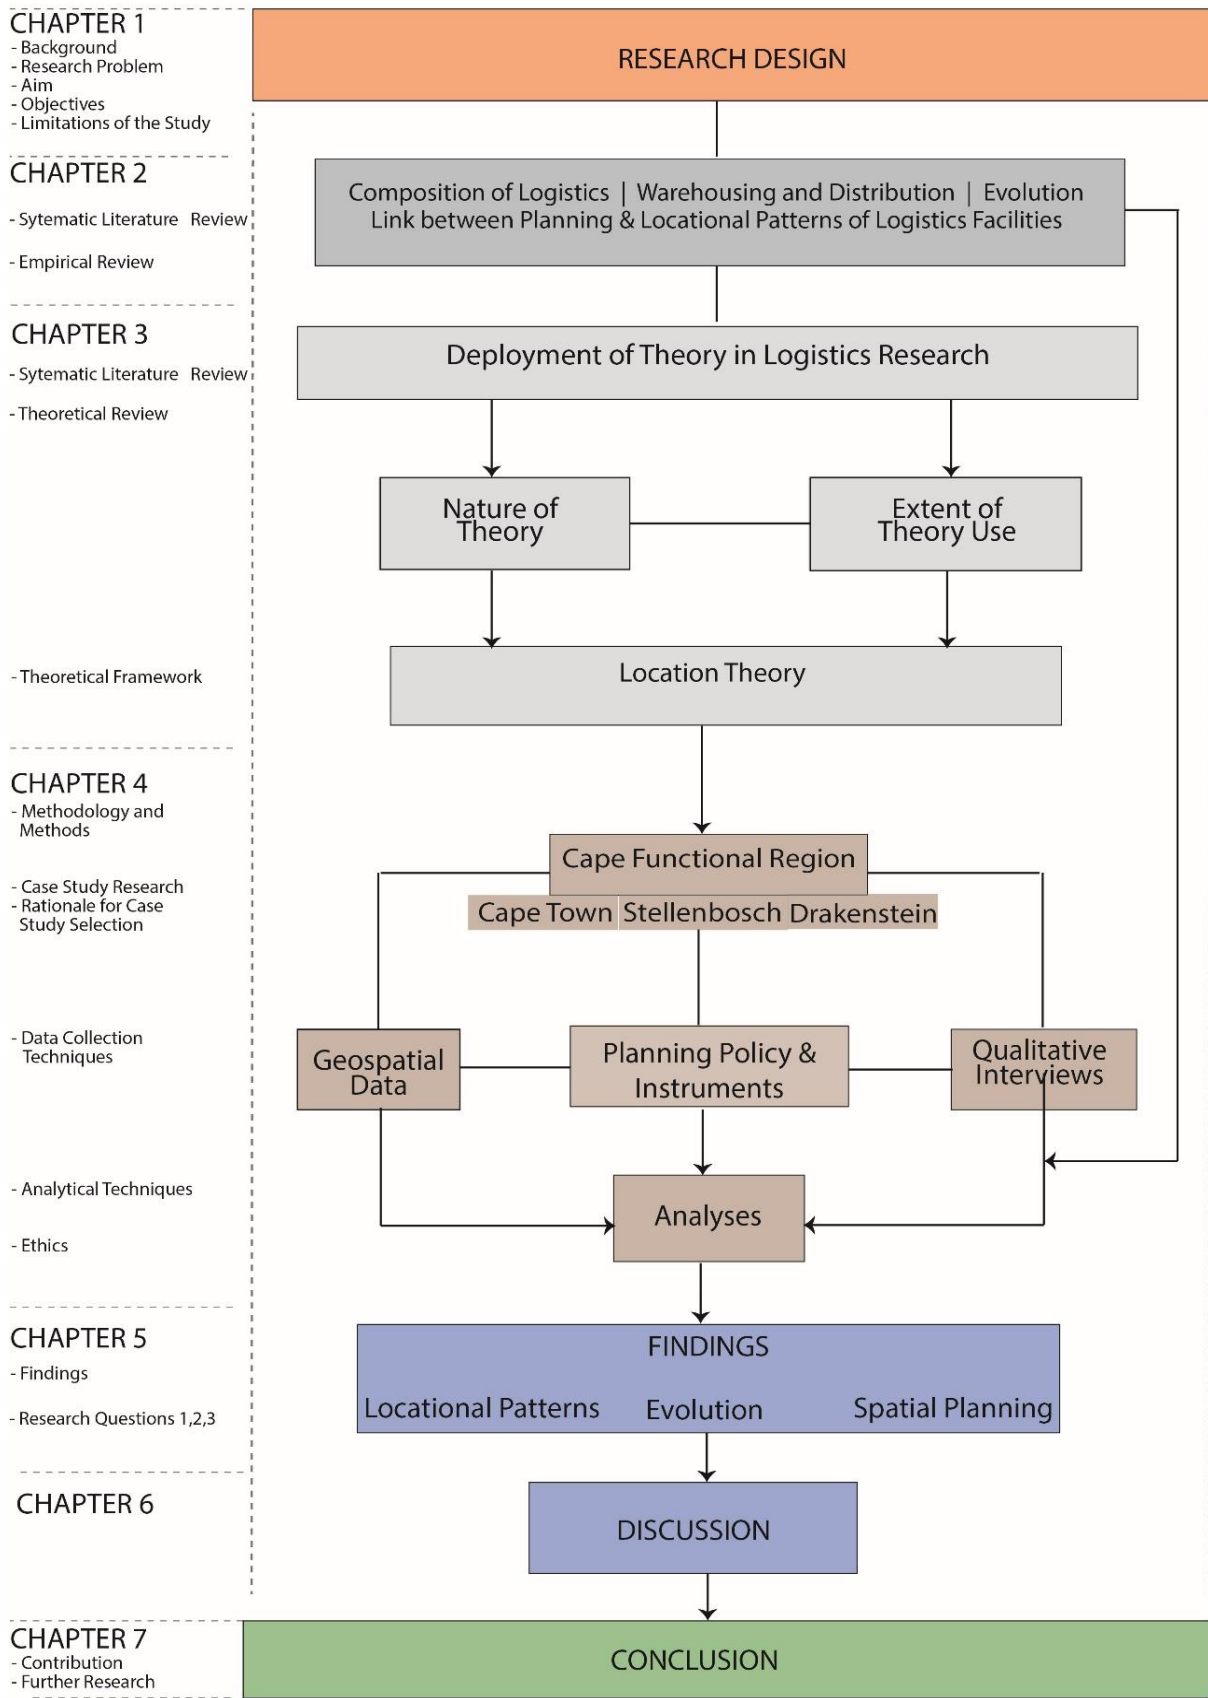 CHAPTER 1
- Background
- Research Problem
- Aim
- Objectives
- Limitations of the Study
RESEARCH DESIGN
CHAPTER 2
- Sytematic Literature Review
- Empirical Review
Composition of Logistics | Warehousing and Distribution | Evolution
Link between Planning & Locational Patterns of Logistics Facilities
CHAPTER 3
- Sytematic Literature Review
- Theoretical Review
- Theoretical Framework
Deployment of Theory in Logistics Research
Nature of
Theory
Extent of
Theory Use
Location Theory
CHAPTER 4
- Methodology and
Methods
- Case Study Research
- Rationale for Case
Study Selection
- Data Collection
Techniques
- Analytical Techniques
- Ethics
Cape Functional Region
Cape Town Stellenbosch Drakenstein
Geospatial
Data
Planning Policy &
Instruments
Qualitative
Interviews
Analyses
CHAPTER 5
- Findings
- Research Questions 1,2,3
FINDINGS
Locational Patterns Evolution Spatial Planning
CHAPTER 6
DISCUSSION
CHAPTER 7
- Contribution
- Further Research
CONCLUSION